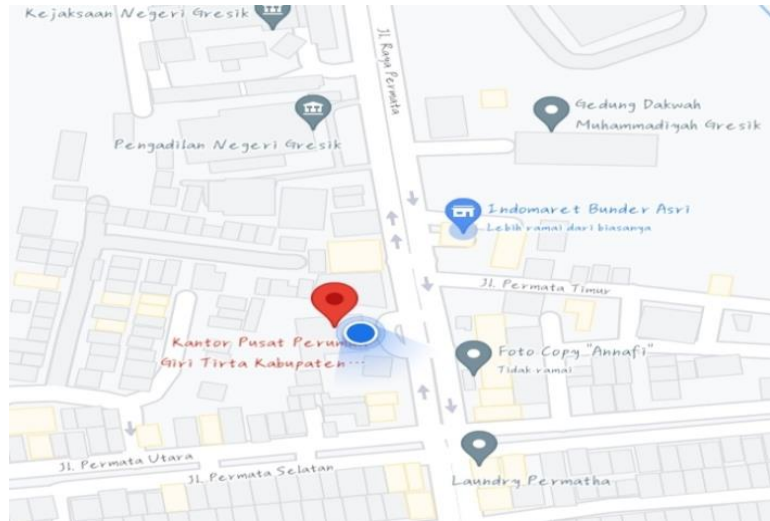 Kejaksaan Negeri Gresik
Jl Raya Permata
Pengadilan Negeri Gresik
Gedung Dakwah
Muhammadiyah Gresik
Indomaret Bunder Asri
Lebih ramai dari biasanya
Jl. Permata Timur
Kantor Pusat Perum
Giri Tirta Kabupaten ...
Foto Copy "Annafi"
Tidak ramai
Jl. Permata Utara
Jl. Permata Selatan
Laundry Permatha